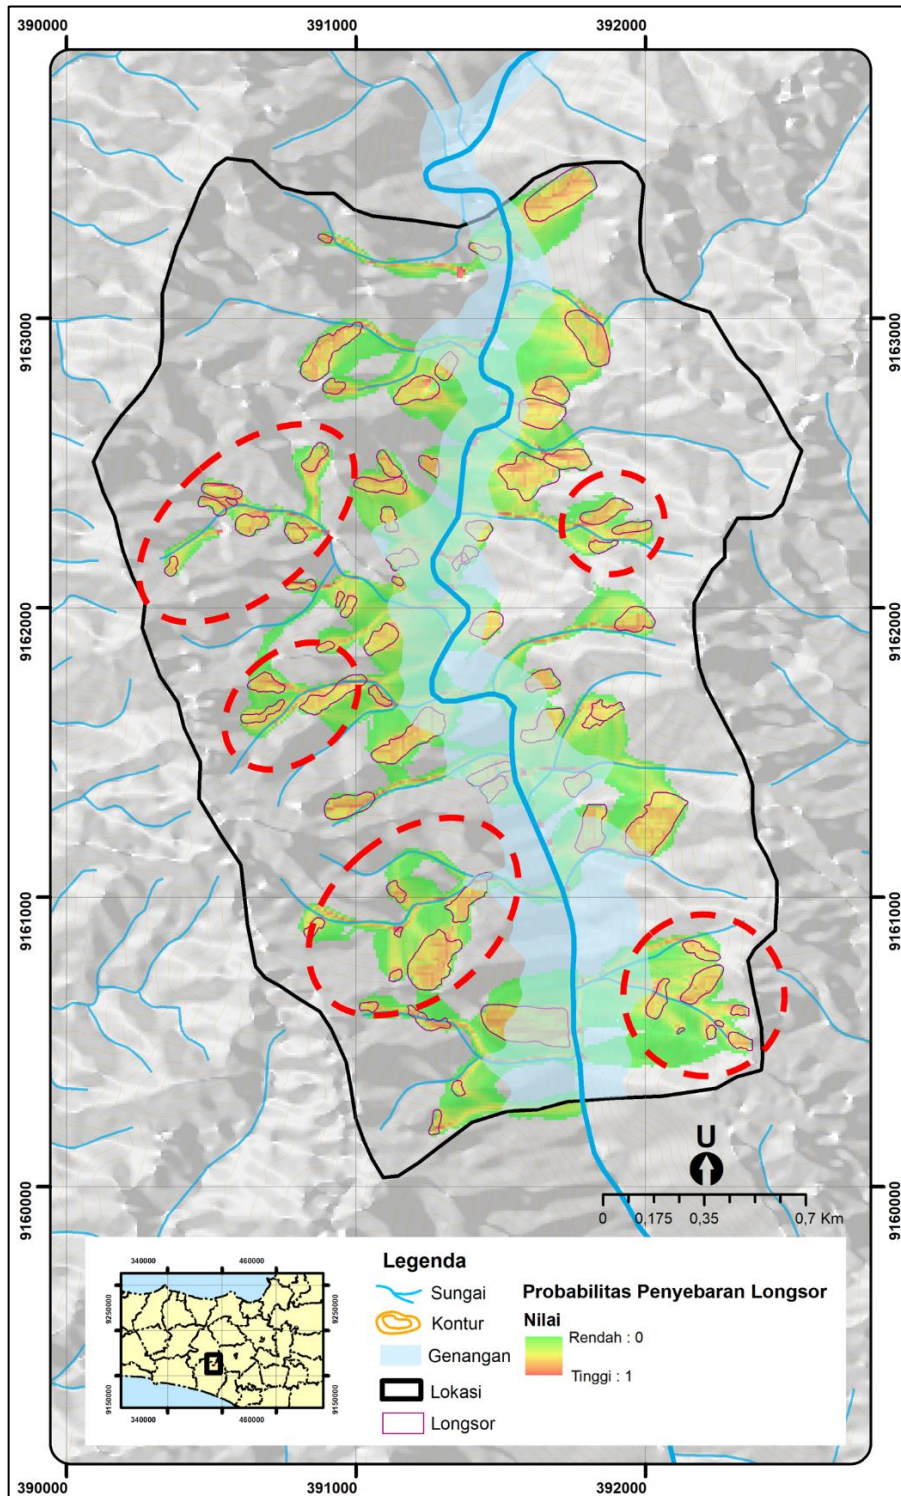 390000 391000 392000
9163000 9163000
9162000 9162000
9161000 9161000
U
9160000 9160000
0 0,175 0,35 0,7 Km
340000 460000
9250000 9250000
9150000 9150000
340000 460000
Legenda
Sungai
Kontur
Genangan
Lokasi
Longsor
Probabilitas Penyebaran Longsor
Nilai
Rendah : 0
Tinggi : 1
390000 391000 392000